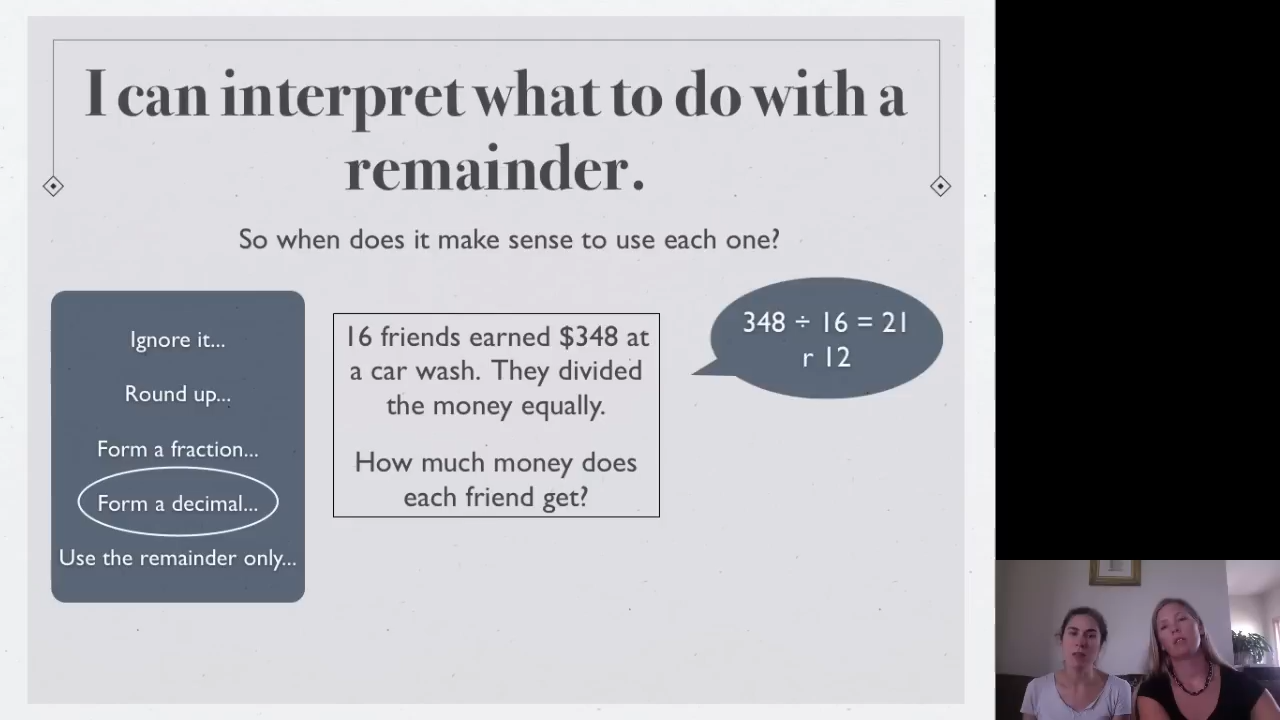 I can interpret what to do with a
remainder.
So when does it make sense to use each one?
Ignore it...
Round up...
Form a fraction...
Form a decimal...
Use the remainder only...
16 friends earned $348 at
a car wash. They divided
the money equally.
How much money does
each friend get?
348 ÷ 16 = 21
r 12